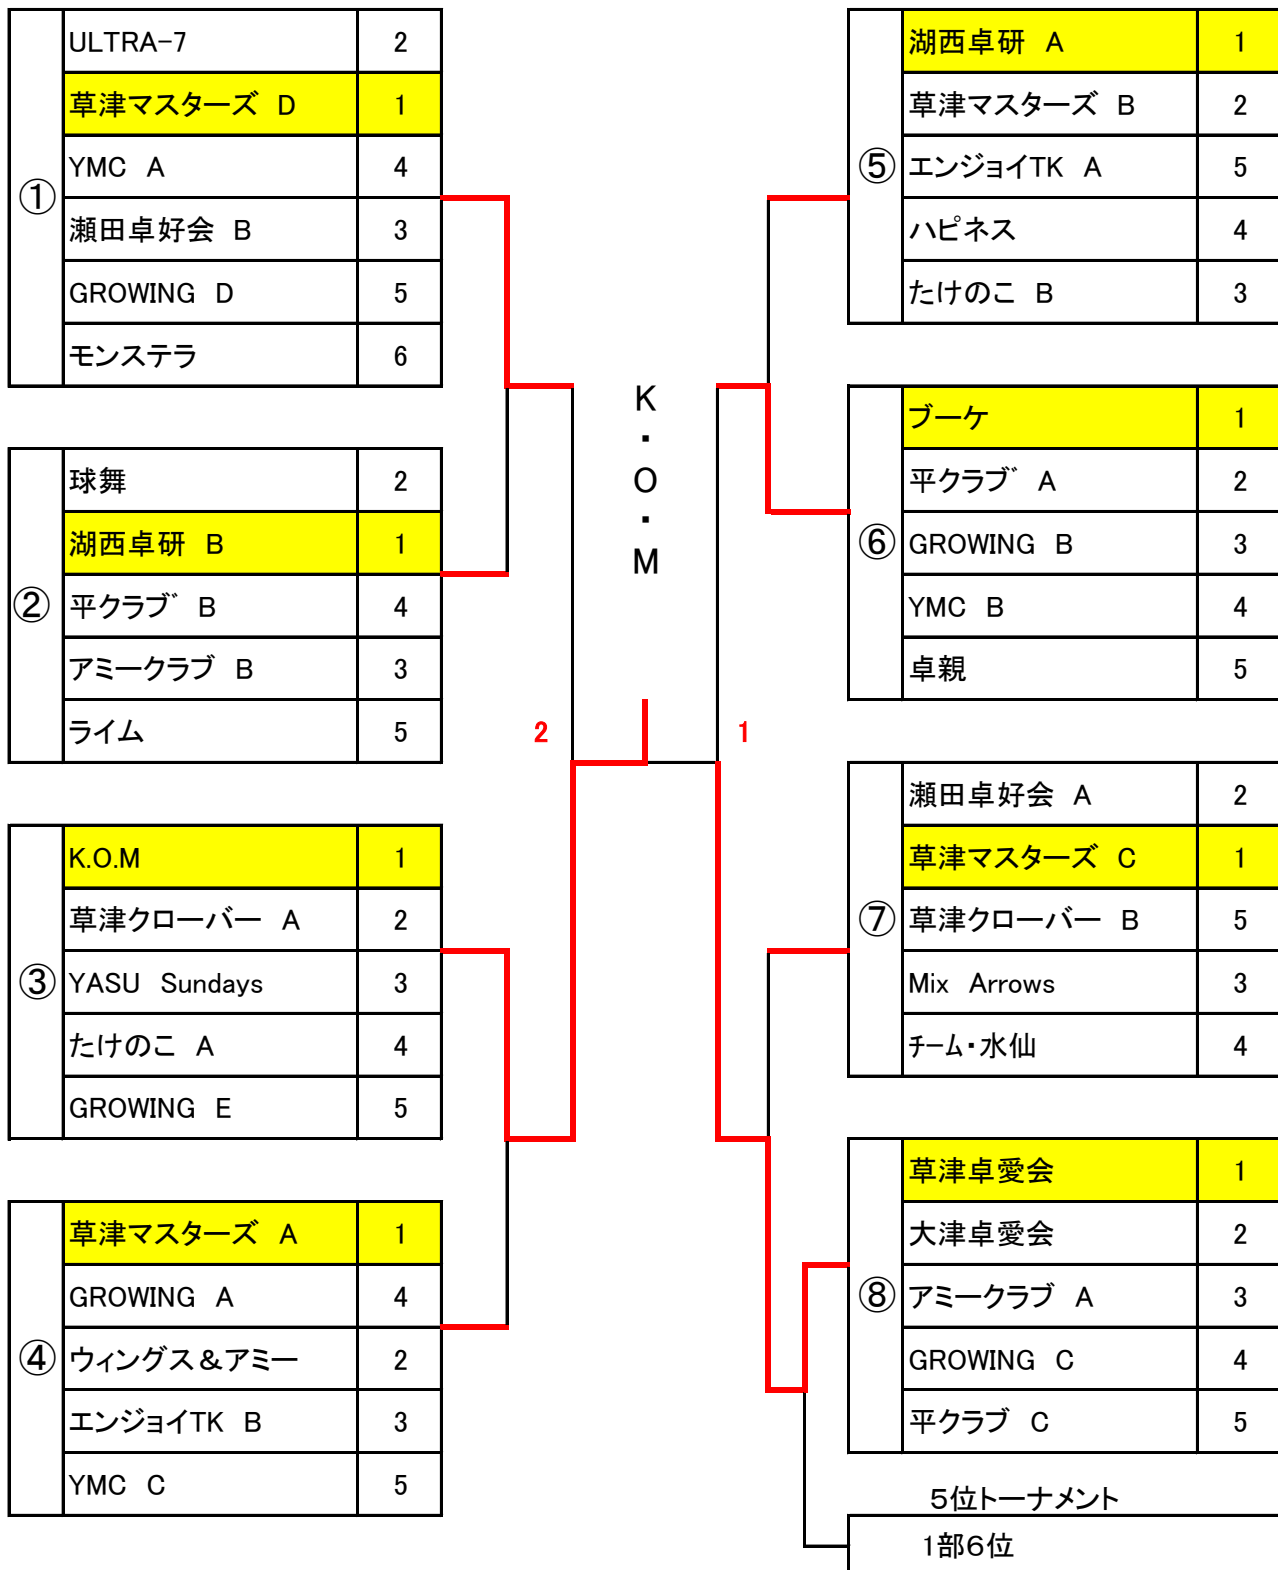 ①
ULTRA-7 2
草津マスターズ D 1
YMC A 4
瀬田卓好会 B 3
GROWING D 5
モンステラ 6
②
球舞 2
湖西卓研 B 1
平クラブ B 4
アミークラブ B 3
ライム 5
③
K.O.M 1
草津クローバー A 2
YASU Sundays 3
たけのこ A 4
GROWING E 5
④
草津マスターズ A 1
GROWING A 4
ウィングス&アミー 2
エンジョイTK B 3
YMC C 5
K・O・M
2
1
⑤
湖西卓研 A 1
草津マスターズ B 2
エンジョイTK A 5
ハピネス 4
たけのこ B 3
⑥
ブーケ 1
平クラブ A 2
GROWING B 3
YMC B 4
卓親 5
⑦
瀬田卓好会 A 2
草津マスターズ C 1
草津クローバー B 5
Mix Arrows 3
チーム・水仙 4
⑧
草津卓愛会 1
大津卓愛会 2
アミークラブ A 3
GROWING C 4
平クラブ C 5
5位トーナメント
1部6位